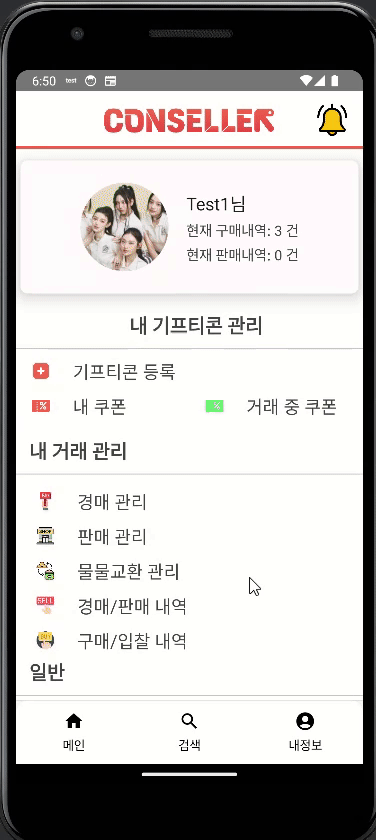 6:50 test
CONSELLER
Test1님
현재 구매내역: 3 건
현재 판매내역: 0 건
내 기프티콘 관리
기프티콘 등록
내 쿠폰 거래 중 쿠폰
내 거래 관리
경매 관리
SHOP
판매 관리
물물교환 관리
SELL
경매/판매 내역
구매/입찰 내역
일반
메인 검색 내정보